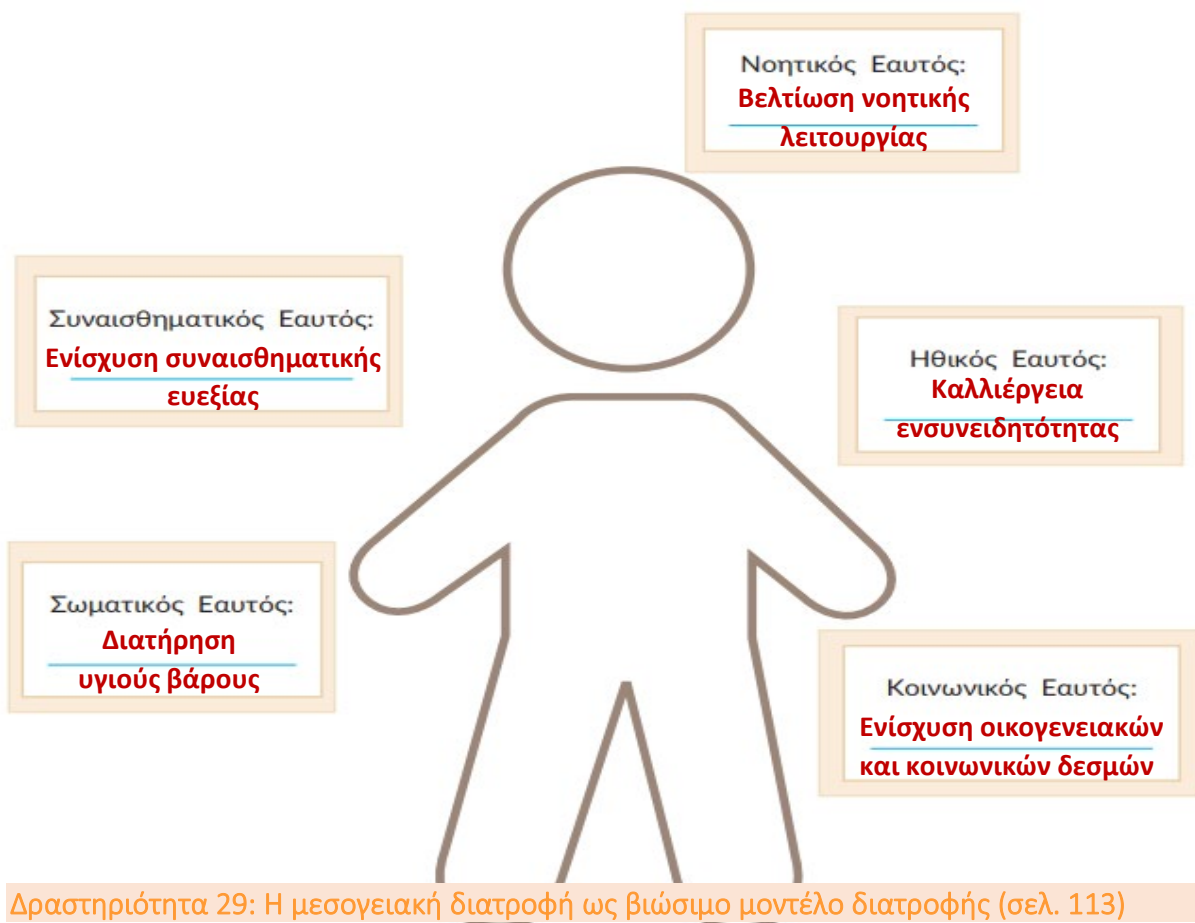 Νοητικός Εαυτός:
Βελτίωση νοητικής
λειτουργίας
Συναισθηματικός Εαυτός:
Ενίσχυση συναισθηματικής
ευεξίας
Ηθικός Εαυτός:
Καλλιέργεια
ενσυνειδητότητας
Σωματικός Εαυτός:
Διατήρηση
υγιούς βάρους
Κοινωνικός Εαυτός:
Ενίσχυση οικογενειακών
και κοινωνικών δεσμών
Δραστηριότητα 29: Η μεσογειακή διατροφή ως βιώσιμο μοντέλο διατροφής (σελ. 113)